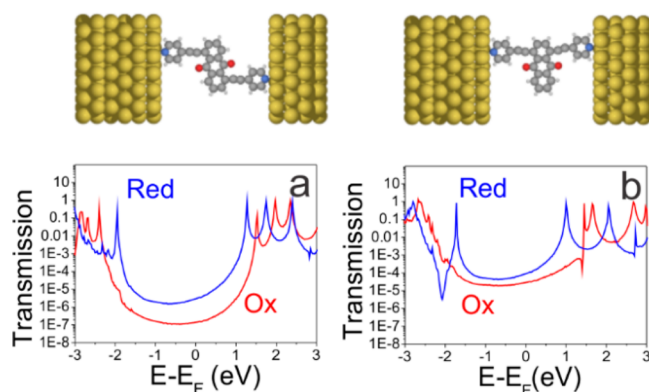 Red
a
Ox
Transmission
1
0.1
0.01
1E-3
1E-4
1E-5
1E-6
1E-7
1E-8
-3 -2 -1 0 1 2 3
E-E_F (eV)
Red
b
Ox
Transmission
1
0.1
0.01
1E-3
1E-4
1E-5
1E-6
1E-7
1E-8
-3 -2 -1 0 1 2 3
E-E_F (eV)